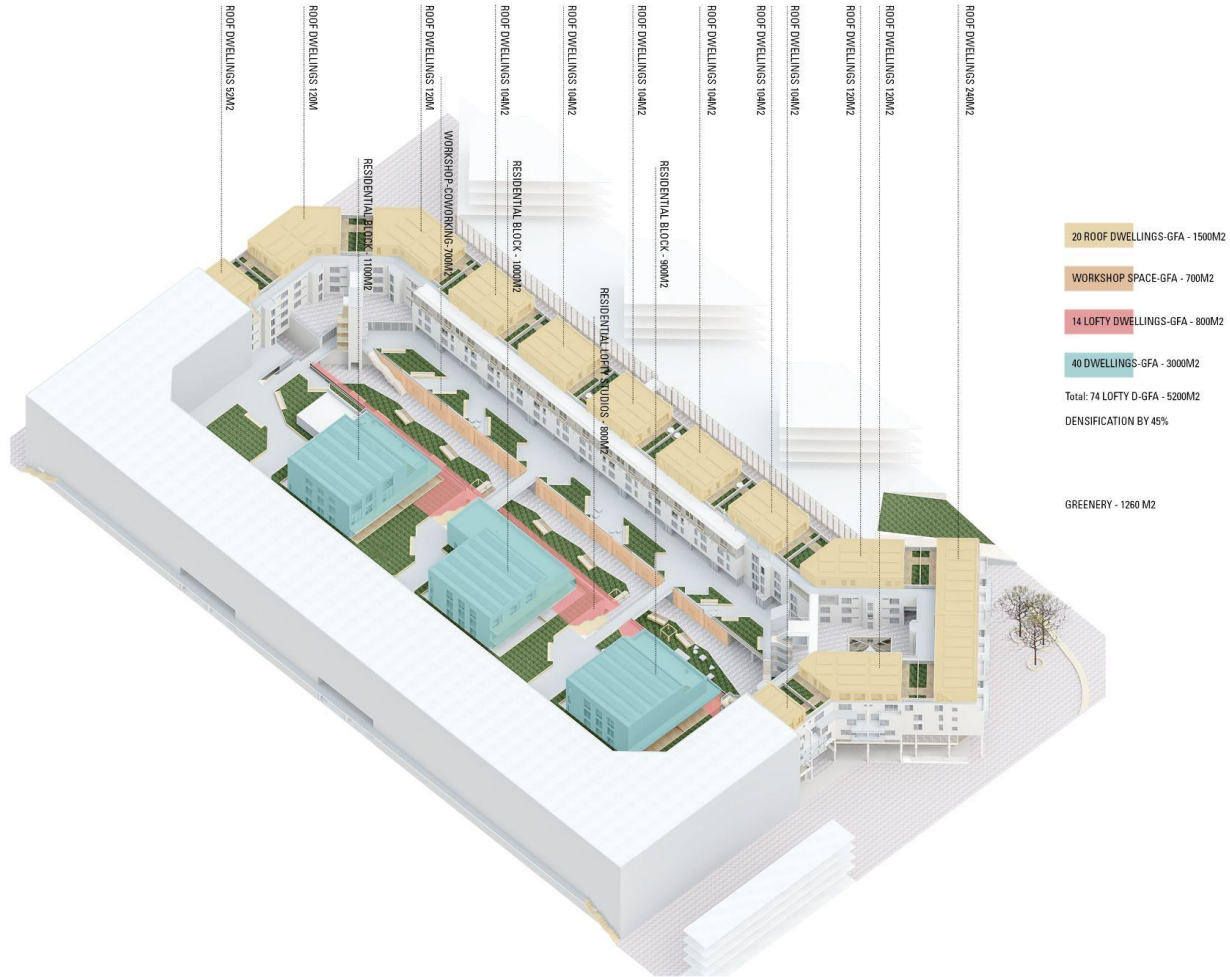 ROOF DWELLINGS 52M2
ROOF DWELLINGS 120M
ROOF DWELLINGS 120M
ROOF DWELLINGS 104M2
ROOF DWELLINGS 104M2
ROOF DWELLINGS 104M2
ROOF DWELLINGS 104M2
ROOF DWELLINGS 104M2
ROOF DWELLINGS 104M2
ROOF DWELLINGS 120M2
ROOF DWELLINGS 120M2
ROOF DWELLINGS 240M2
RESIDENTIAL BLOCK - 1100M2
WORKSHOP-COWORKING-700M2
RESIDENTIAL BLOCK - 1000M2
RESIDENTIAL LOFTY STUDIOS - 800M2
RESIDENTIAL BLOCK - 900M2
20 ROOF DWELLINGS-GFA - 1500M2
WORKSHOP SPACE-GFA - 700M2
14 LOFTY DWELLINGS-GFA - 800M2
40 DWELLINGS-GFA - 3000M2
Total: 74 LOFTY D-GFA - 5200M2
DENSIFICATION BY 45%
GREENERY - 1260 M2